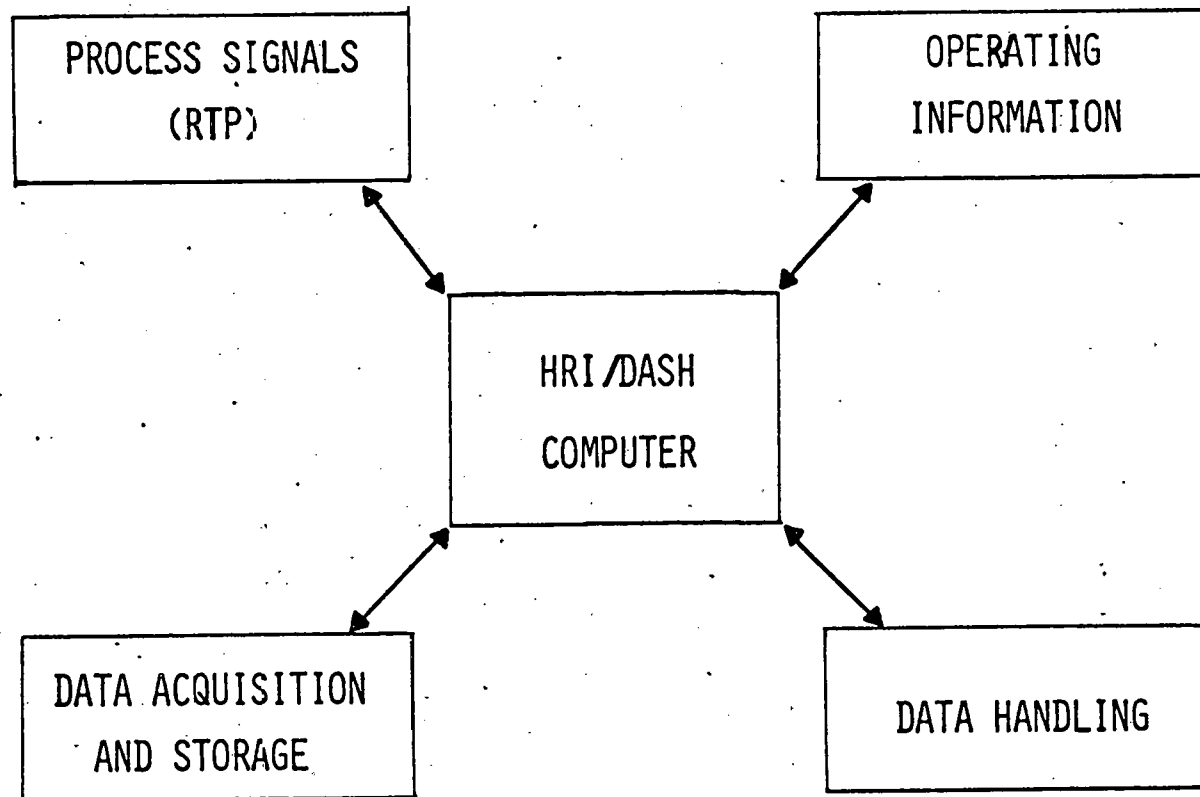 PROCESS SIGNALS
(RTP)
OPERATING
INFORMATION
HRI/DASH
COMPUTER
DATA ACQUISITION
AND STORAGE
DATA HANDLING